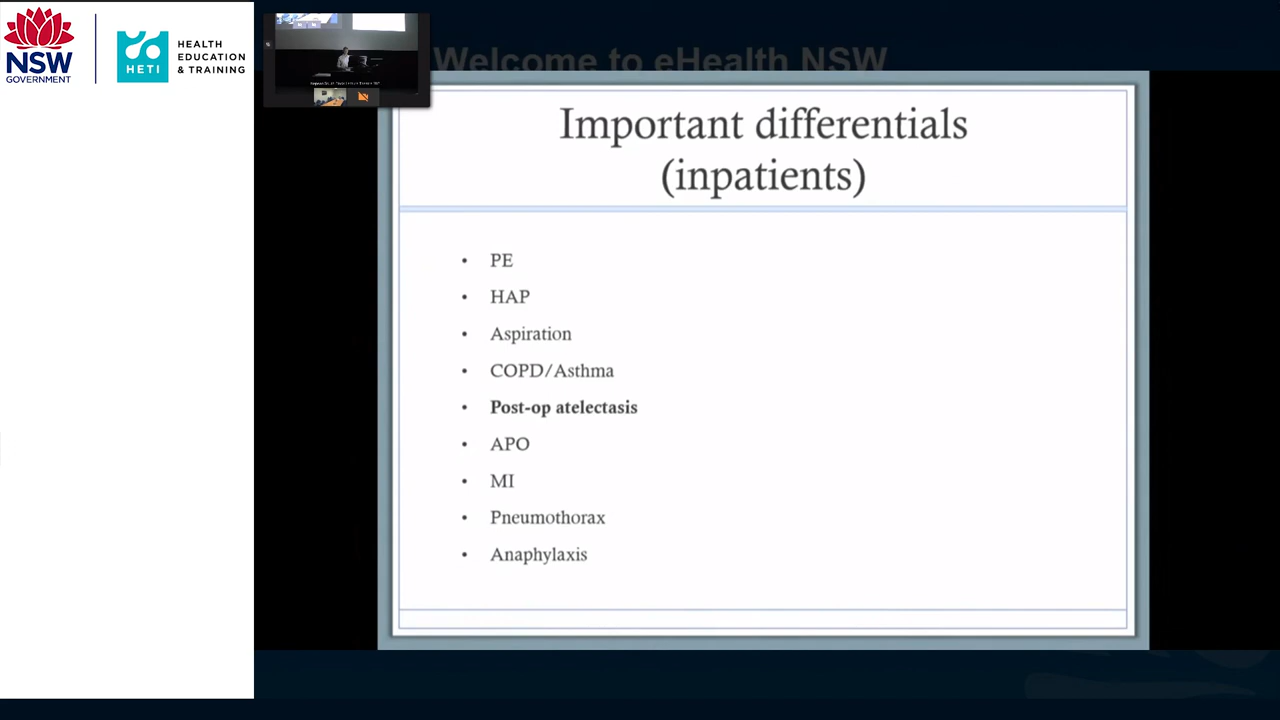 NSW
GOVERNMENT
HETI
HEALTH
EDUCATION
& TRAINING
Welcome to eHealth NSW
Important differentials
(inpatients)
• PE
• HAP
• Aspiration
• COPD/Asthma
• Post-op atelectasis
• APO
• MI
• Pneumothorax
• Anaphylaxis